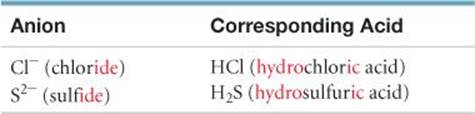 Anion Corresponding Acid
Cl⁻ (chloride) HCl (hydrochloric acid)
S²⁻ (sulfide) H₂S (hydrosulfuric acid)